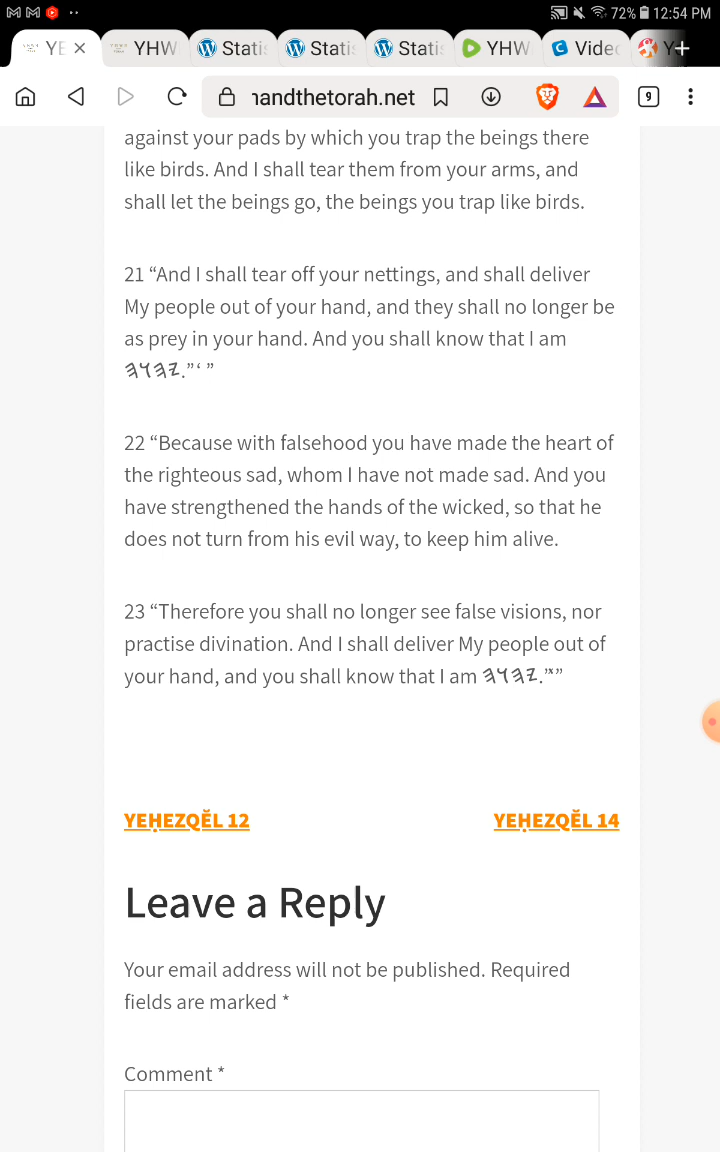 72% 12:54 PM
YE YHW Statis Statis Statis YHW Vide Y
handthetorah.net 9
against your pads by which you trap the beings there
like birds. And I shall tear them from your arms, and
shall let the beings go, the beings you trap like birds.
21 “And I shall tear off your nettings, and shall deliver
My people out of your hand, and they shall no longer be
as prey in your hand. And you shall know that I am
𐤉𐤄𐤅𐤄.”‘ ”
22 “Because with falsehood you have made the heart of
the righteous sad, whom I have not made sad. And you
have strengthened the hands of the wicked, so that he
does not turn from his evil way, to keep him alive.
23 “Therefore you shall no longer see false visions, nor
practise divination. And I shall deliver My people out of
your hand, and you shall know that I am 𐤉𐤄𐤅𐤄.”’”
YEḤEZQĔL 12 YEḤEZQĔL 14
Leave a Reply
Your email address will not be published. Required
fields are marked *
Comment *